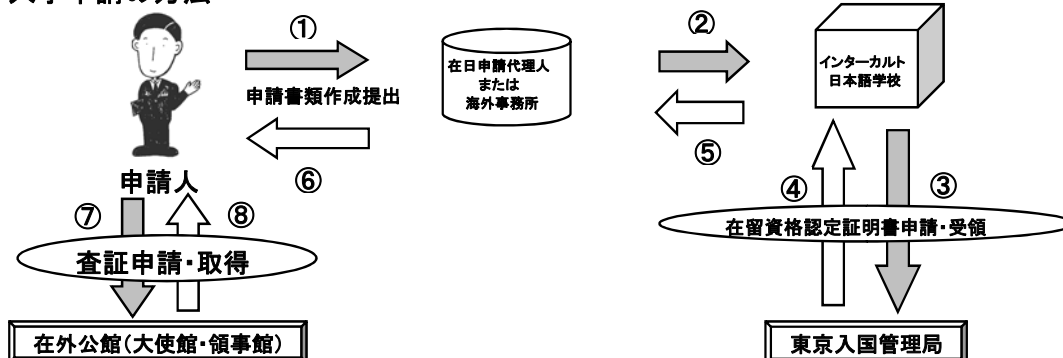 入学申請の方法
①
②
申請書類作成提出
在日申請代理人
または
海外事務所
インターカルト
日本語学校
⑤
⑥
申請人
④
③
⑦
⑧
在留資格認定証明書申請・受領
査証申請・取得
在外公館(大使館・領事館)
東京入国管理局